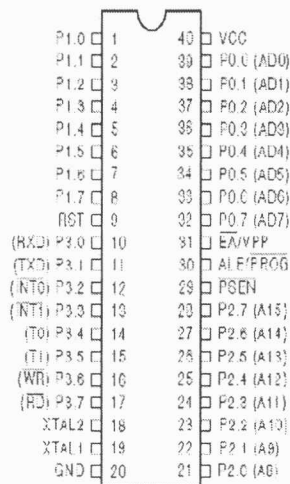 P1.0 1 40 VCC
P1.1 2 39 P0.0 (AD0)
P1.2 3 38 P0.1 (AD1)
P1.3 4 37 P0.2 (AD2)
P1.4 5 36 P0.3 (AD3)
P1.5 6 35 P0.4 (AD4)
P1.6 7 34 P0.5 (AD5)
P1.7 8 33 P0.6 (AD6)
RST 9 32 P0.7 (AD7)
(RXD) P3.0 10 31 EA/VPP
(TXD) P3.1 11 30 ALE/PROG
(INT0) P3.2 12 29 PSEN
(INT1) P3.3 13 28 P2.7 (A15)
(T0) P3.4 14 27 P2.6 (A14)
(T1) P3.5 15 26 P2.5 (A13)
(WR) P3.6 16 25 P2.4 (A12)
(RD) P3.7 17 24 P2.3 (A11)
XTAL2 18 23 P2.2 (A10)
XTAL1 19 22 P2.1 (A9)
GND 20 21 P2.0 (A8)